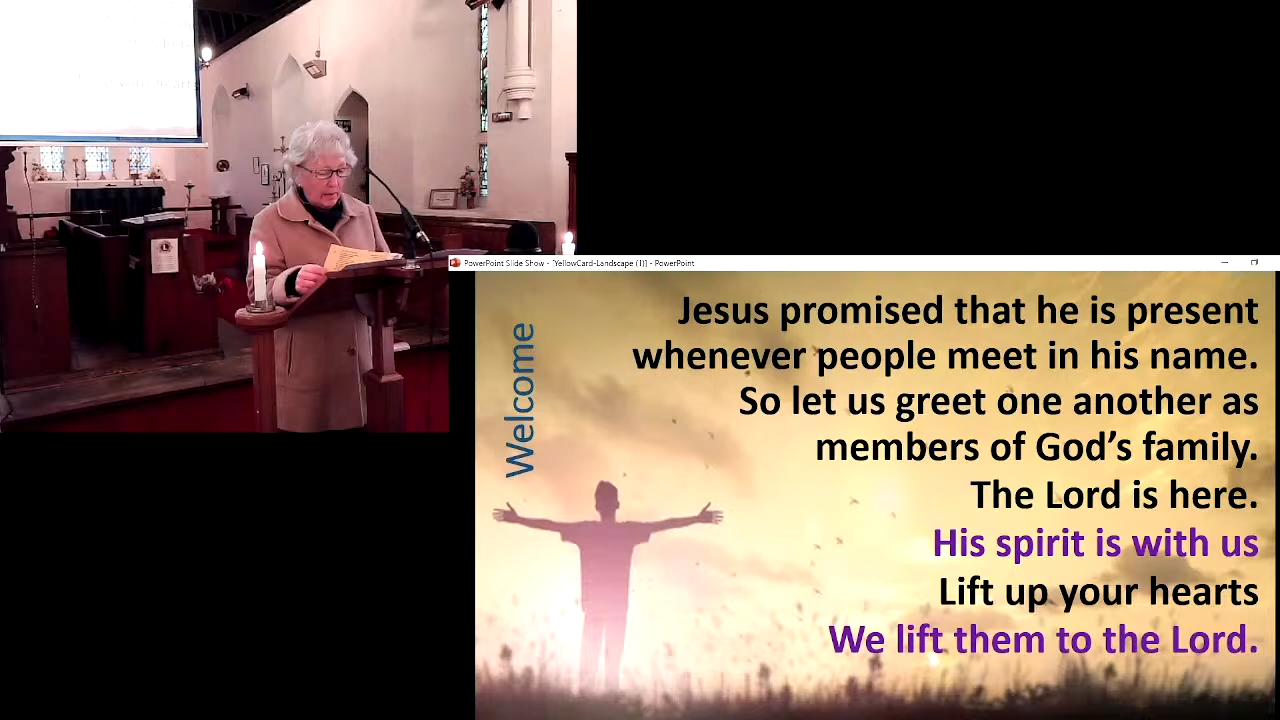 PowerPoint Slide Show - [YellowCard-Landscape (1)] - PowerPoint
Welcome
Jesus promised that he is present
whenever people meet in his name.
So let us greet one another as
members of God’s family.
The Lord is here.
His spirit is with us
Lift up your hearts
We lift them to the Lord.